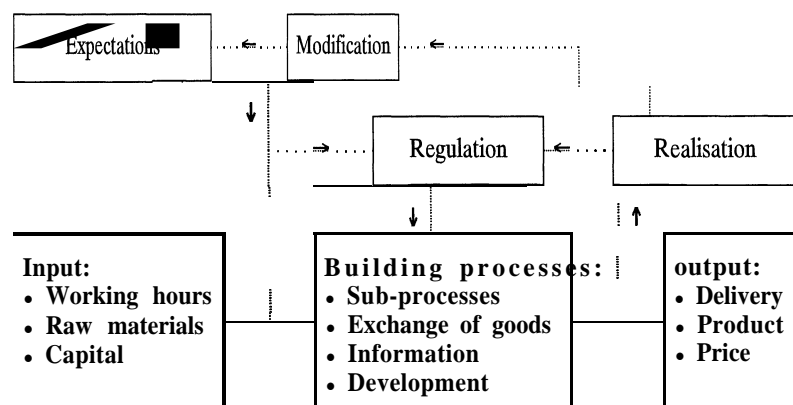 Expectations
Modification
Regulation
Realisation
Input:
• Working hours
• Raw materials
• Capital
Building processes:
• Sub-processes
• Exchange of goods
• Information
• Development
output:
• Delivery
• Product
• Price